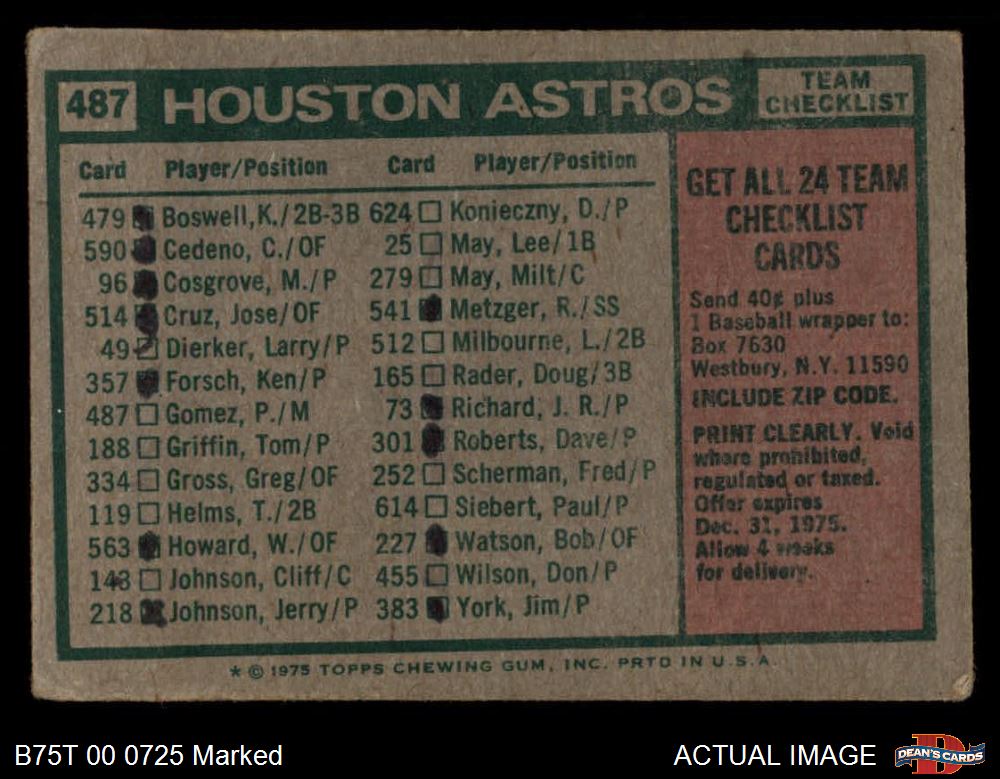 487 HOUSTON ASTROS TEAM CHECKLIST
Card Player/Position Card Player/Position
479 Boswell,K./2B-3B 624 Konieczny, D./P
590 Cedeno, C./OF 25 May, Lee/1B
96 Cosgrove, M./P 279 May, Milt/C
514 Cruz, Jose/OF 541 Metzger, R./SS
49 Dierker, Larry/P 512 Milbourne, L./2B
357 Forsch, Ken/P 165 Rader, Doug/3B
487 Gomez, P./M 73 Richard, J. R./P
188 Griffin, Tom/P 301 Roberts, Dave/P
334 Gross, Greg/OF 252 Scherman, Fred/P
119 Helms, T./2B 614 Siebert, Paul/P
563 Howard, W./OF 227 Watson, Bob/OF
143 Johnson, Cliff/C 455 Wilson, Don/P
218 Johnson, Jerry/P 383 York, Jim/P
GET ALL 24 TEAM
CHECKLIST
CARDS
Send 40¢ plus
1 Baseball wrapper to:
Box 7630
Westbury, N.Y. 11590
INCLUDE ZIP CODE.
PRINT CLEARLY. Void
where prohibited,
regulated or taxed.
Offer expires
Dec. 31, 1975.
Allow 4 weeks
for delivery.
* © 1975 TOPPS CHEWING GUM, INC. PRTD IN U.S.A.
B75T 00 0725 Marked
ACTUAL IMAGE
DEAN'S CARDS